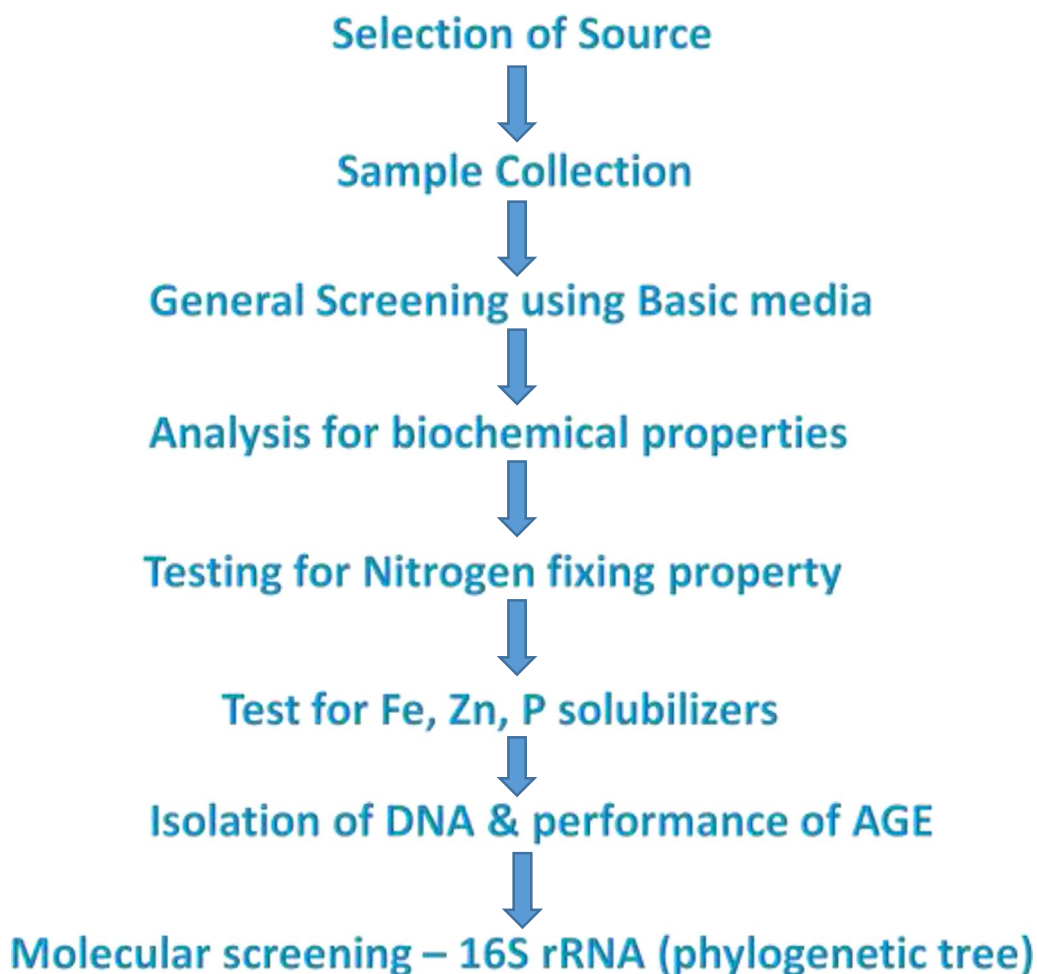 Selection of Source
Sample Collection
General Screening using Basic media
Analysis for biochemical properties
Testing for Nitrogen fixing property
Test for Fe, Zn, P solubilizers
Isolation of DNA & performance of AGE
Molecular screening – 16S rRNA (phylogenetic tree)